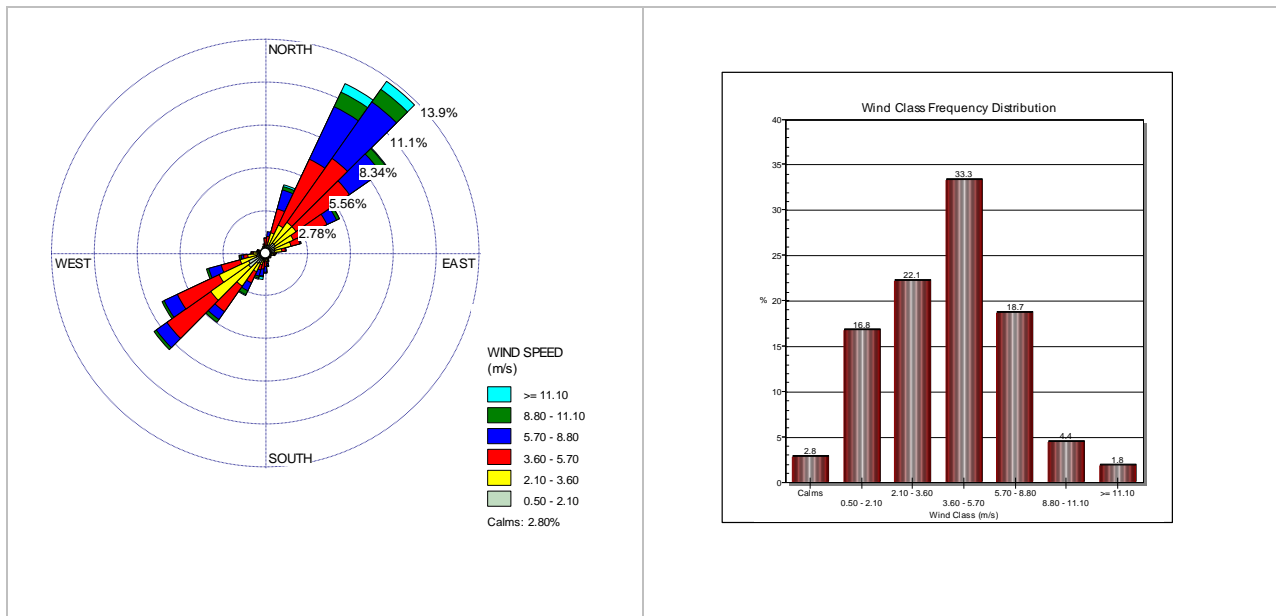 NORTH
13.9%
11.1%
8.34%
5.56%
2.78%
WEST
EAST
SOUTH
WIND SPEED
(m/s)
>= 11.10
8.80 - 11.10
5.70 - 8.80
3.60 - 5.70
2.10 - 3.60
0.50 - 2.10
Calms: 2.80%
Wind Class Frequency Distribution
40
35
30
25
20
15
10
5
0
%
2.8
16.8
22.1
33.3
18.7
4.4
1.8
Calms
0.50 - 2.10
2.10 - 3.60
3.60 - 5.70
5.70 - 8.80
8.80 - 11.10
>= 11.10
Wind Class (m/s)